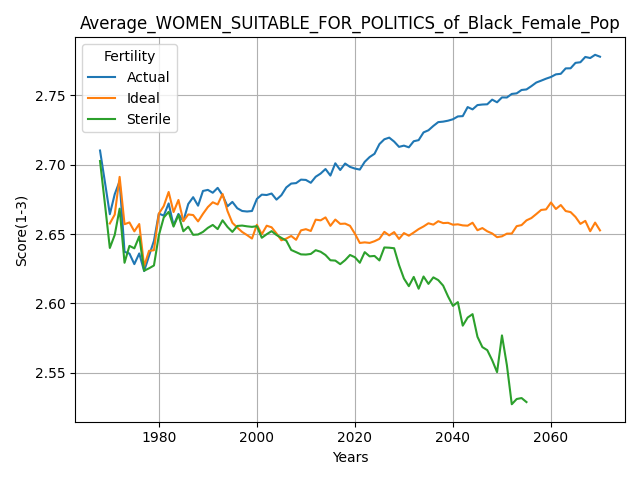 Average_WOMEN_SUITABLE_FOR_POLITICS_of_Black_Female_Pop
Fertility
Actual
Ideal
Sterile
Score(1-3)
2.75
2.70
2.65
2.60
2.55
1980 2000 2020 2040 2060
Years